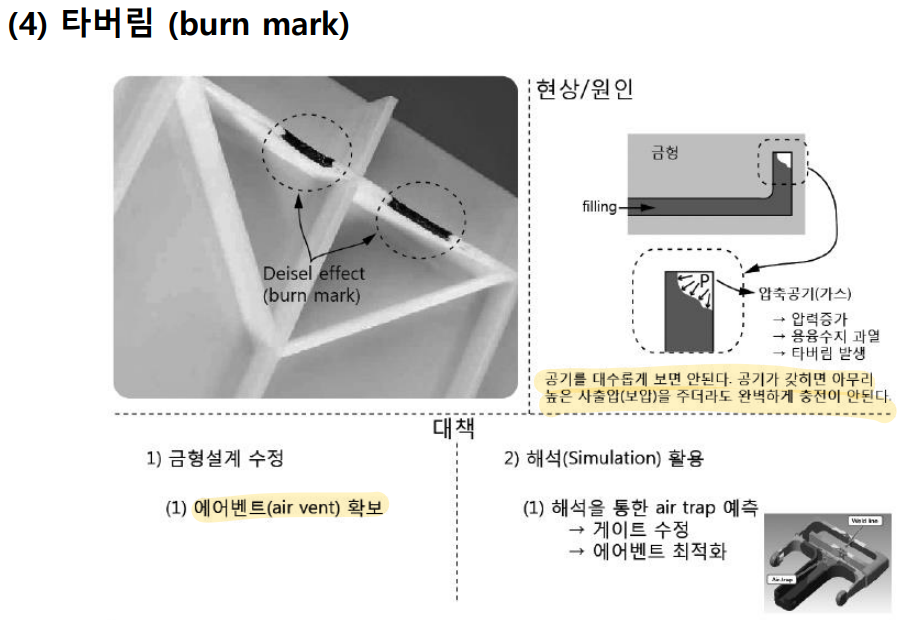 (4) 타버림 (burn mark)
Deisel effect
(burn mark)
현상/원인
금형
filling
P
압축공기(가스)
→ 압력증가
→ 용융수지 과열
→ 타버림 발생
공기를 대수롭게 보면 안된다. 공기가 갖히면 아무리
높은 사출압(보압)을 주더라도 완벽하게 충전이 안된다.
대책
1) 금형설계 수정
(1) 에어벤트(air vent) 확보
2) 해석(Simulation) 활용
(1) 해석을 통한 air trap 예측
→ 게이트 수정
→ 에어벤트 최적화
Weld line
Air-trap